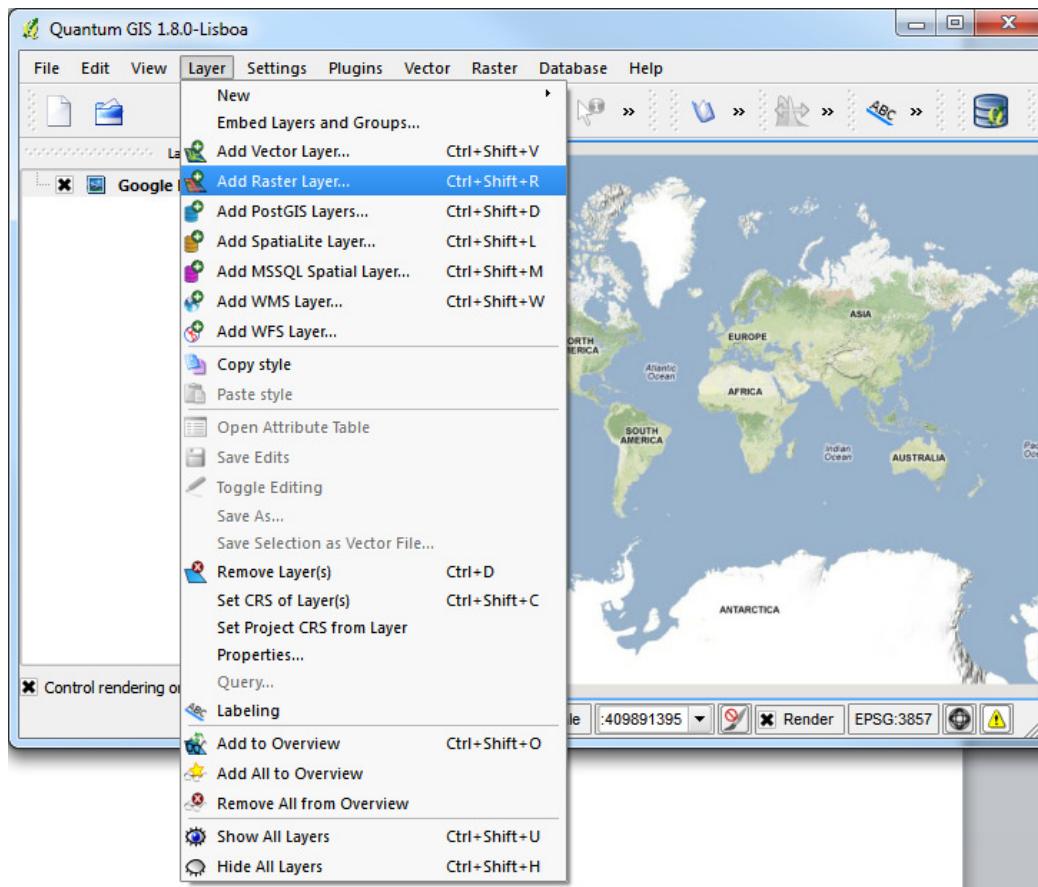 Quantum GIS 1.8.0-Lisboa
File Edit View Layer Settings Plugins Vector Raster Database Help
New
Embed Layers and Groups...
Add Vector Layer... Ctrl+Shift+V
Add Raster Layer... Ctrl+Shift+R
Add PostGIS Layers... Ctrl+Shift+D
Add SpatiaLite Layer... Ctrl+Shift+L
Add MSSQL Spatial Layer... Ctrl+Shift+M
Add WMS Layer... Ctrl+Shift+W
Add WFS Layer...
Copy style
Paste style
Open Attribute Table
Save Edits
Toggle Editing
Save As...
Save Selection as Vector File...
Remove Layer(s) Ctrl+D
Set CRS of Layer(s) Ctrl+Shift+C
Set Project CRS from Layer
Properties...
Query...
Labeling
Add to Overview Ctrl+Shift+O
Add All to Overview
Remove All from Overview
Show All Layers Ctrl+Shift+U
Hide All Layers Ctrl+Shift+H
Google
Control rendering
ABC
ASIA
EUROPE
Atlantic
Ocean
AFRICA
SOUTH
AMERICA
Indian
Ocean
AUSTRALIA
ANTARCTICA
:409891395 Render EPSG:3857